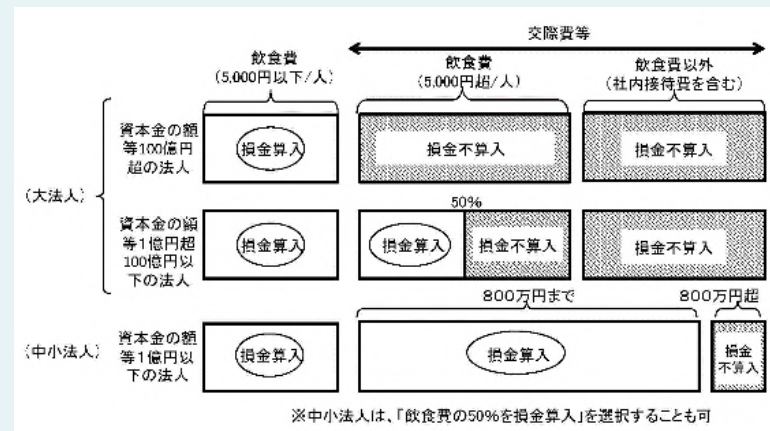 交際費等
飲食費
(5,000円以下/人)
飲食費
(5,000円超/人)
飲食費以外
(社内接待費を含む)
(大法人)
資本金の額
等100億円
超の法人
損金算入
損金不算入
損金不算入
資本金の額
等1億円超
100億円以
下の法人
損金算入
50%
損金算入
損金不算入
損金不算入
800万円まで
800万円超
(中小法人)
資本金の額
等1億円以
下の法人
損金算入
損金算入
損金
不算入
※中小法人は、「飲食費の50%を損金算入」を選択することも可